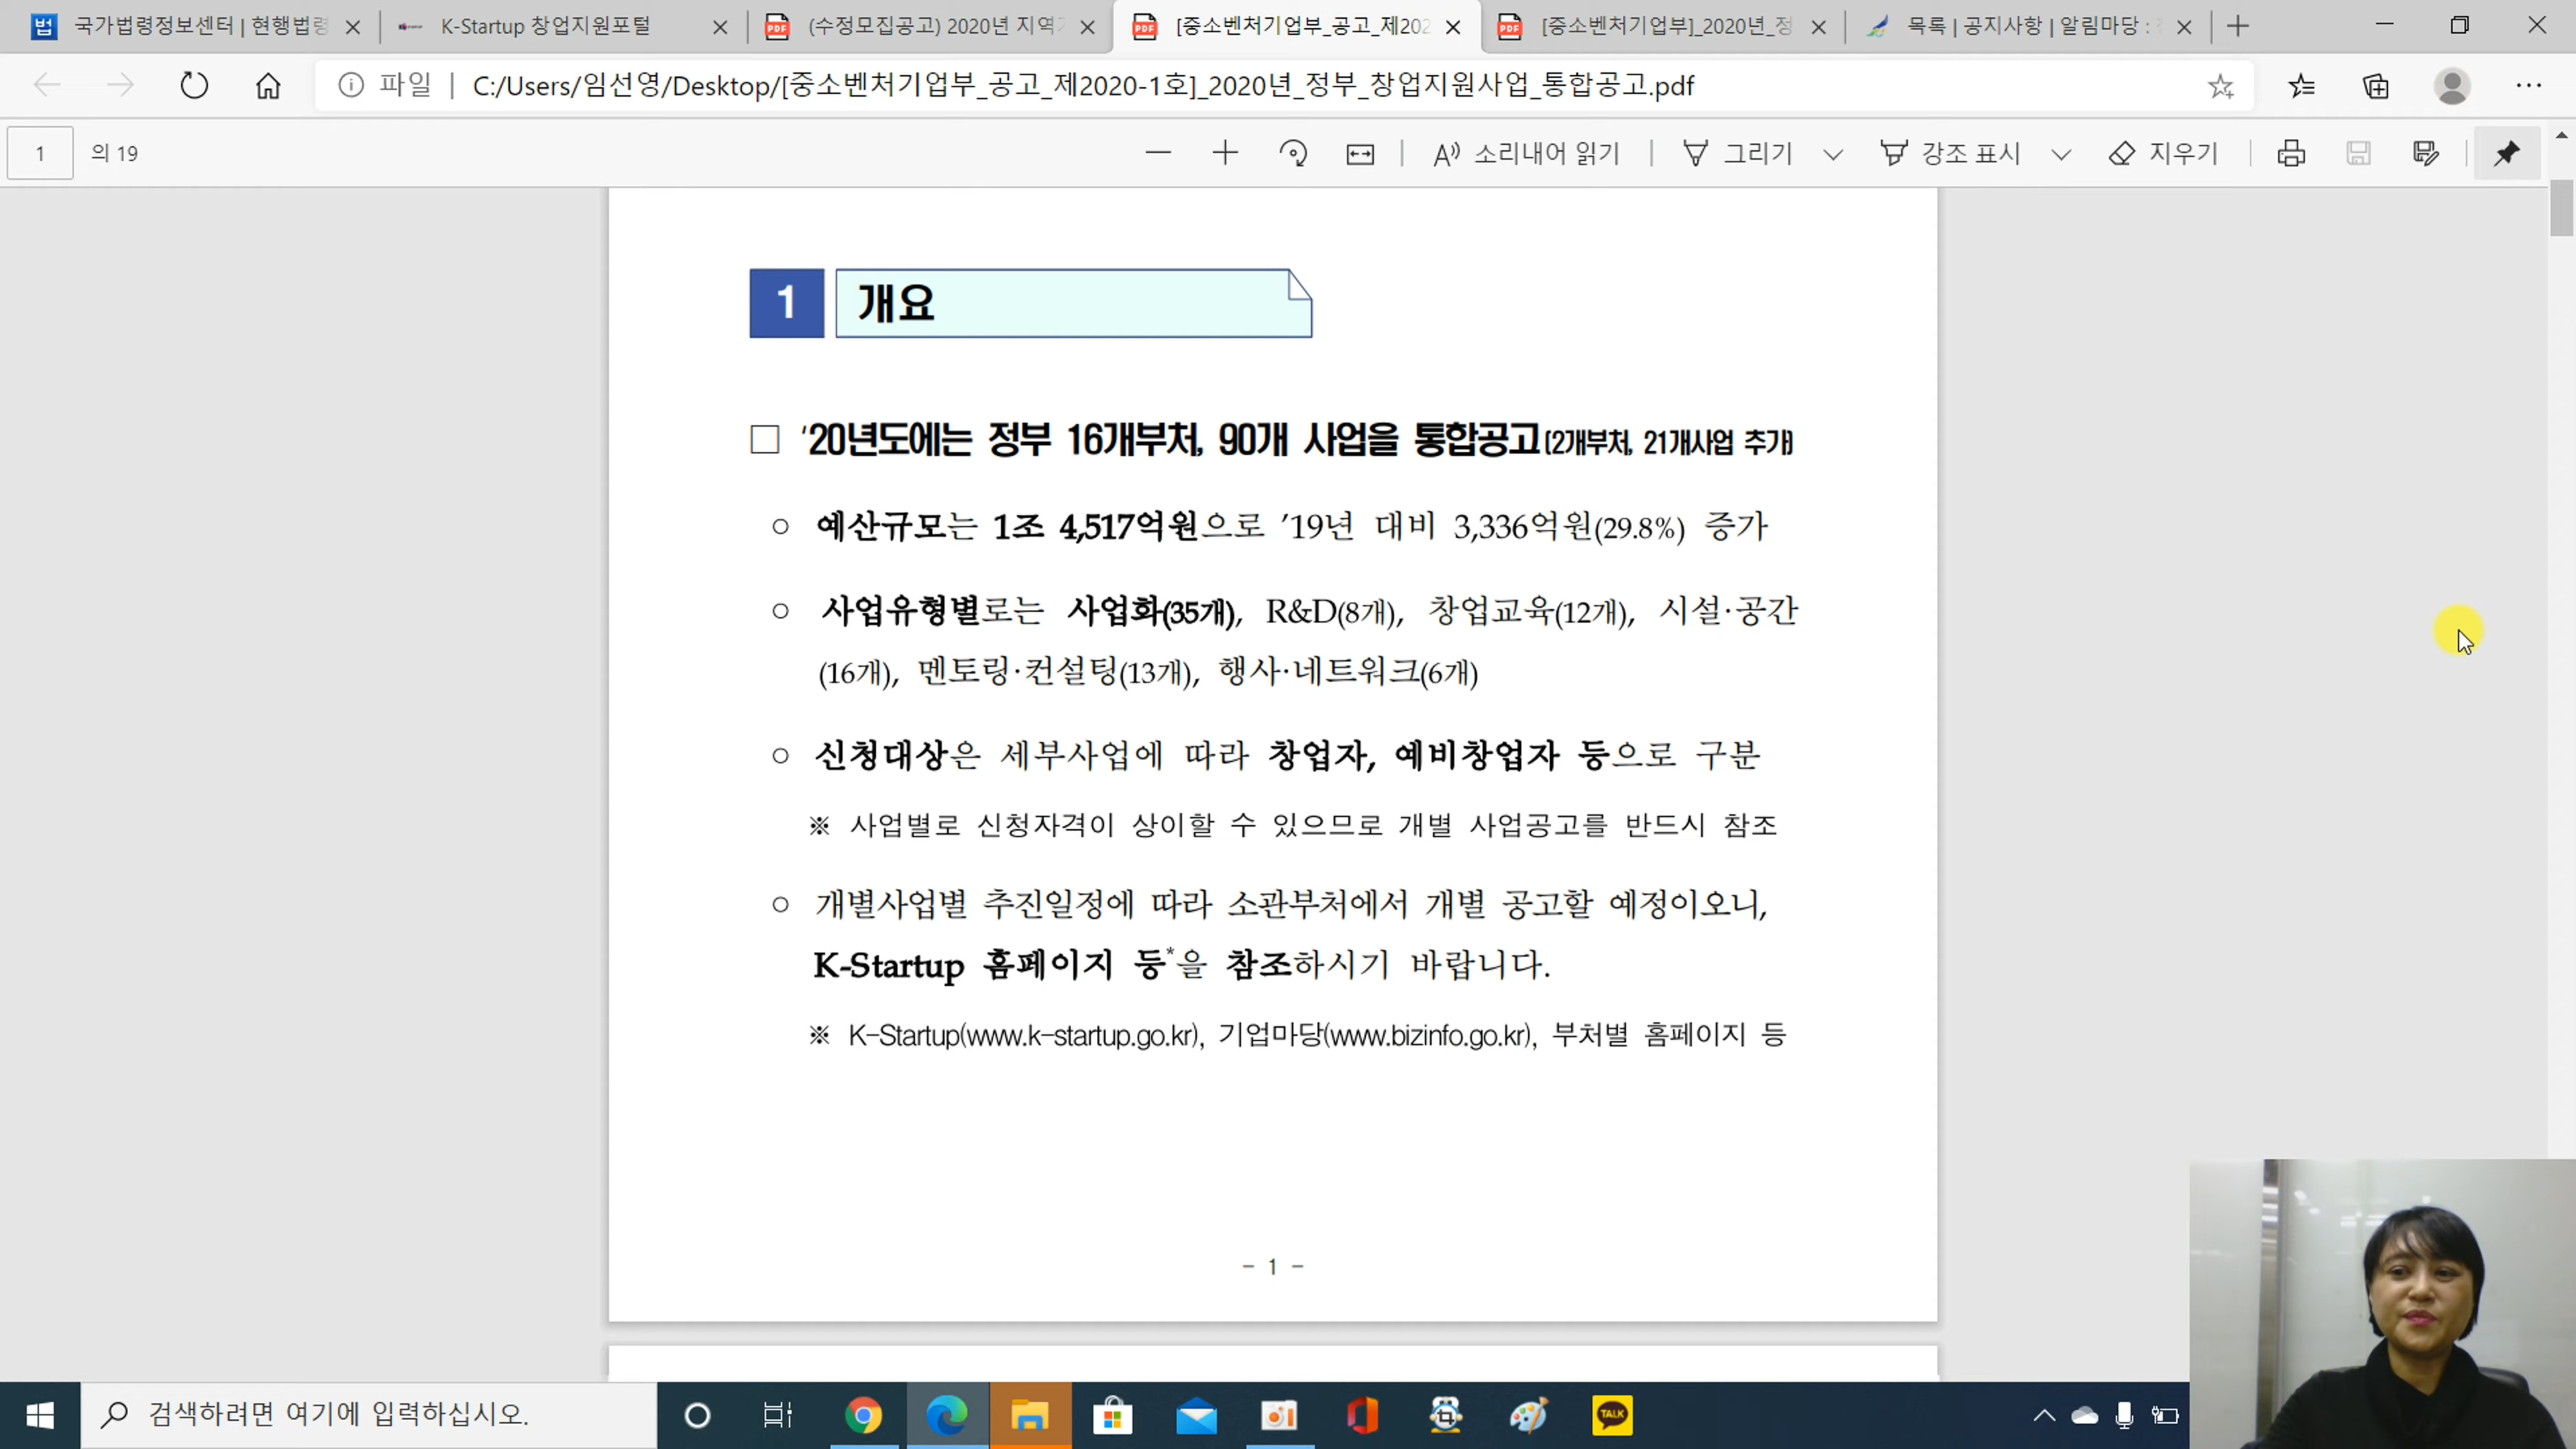 국가법령정보센터 | 현행법령
K-Startup 창업지원포털
(수정모집공고) 2020년 지역
[중소벤처기업부_공고_제202
[중소벤처기업부]_2020년_정
목록 | 공지사항 | 알림마당 :
파일 | C:/Users/임선영/Desktop/[중소벤처기업부_공고_제2020-1호]_2020년_정부_창업지원사업_통합공고.pdf
1 의 19
소리내어 읽기
그리기
강조 표시
지우기
1 개요
□ ‘20년도에는 정부 16개부처, 90개 사업을 통합공고(2개부처, 21개사업 추가)
○ 예산규모는 1조 4,517억원으로 ’19년 대비 3,336억원(29.8%) 증가
○ 사업유형별로는 사업화(35개), R&D(8개), 창업교육(12개), 시설·공간
(16개), 멘토링·컨설팅(13개), 행사·네트워크(6개)
○ 신청대상은 세부사업에 따라 창업자, 예비창업자 등으로 구분
※ 사업별로 신청자격이 상이할 수 있으므로 개별 사업공고를 반드시 참조
○ 개별사업별 추진일정에 따라 소관부처에서 개별 공고할 예정이오니,
K-Startup 홈페이지 등*을 참조하시기 바랍니다.
※ K-Startup(www.k-startup.go.kr), 기업마당(www.bizinfo.go.kr), 부처별 홈페이지 등
- 1 -
검색하려면 여기에 입력하십시오.
TALK